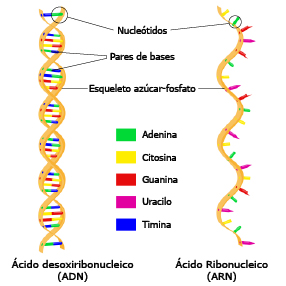 Nucleótidos
Pares de bases
Esqueleto azúcar-fosfato
Adenina
Citosina
Guanina
Uracilo
Timina
Ácido desoxiribonucleico
(ADN)
Ácido Ribonucleico
(ARN)